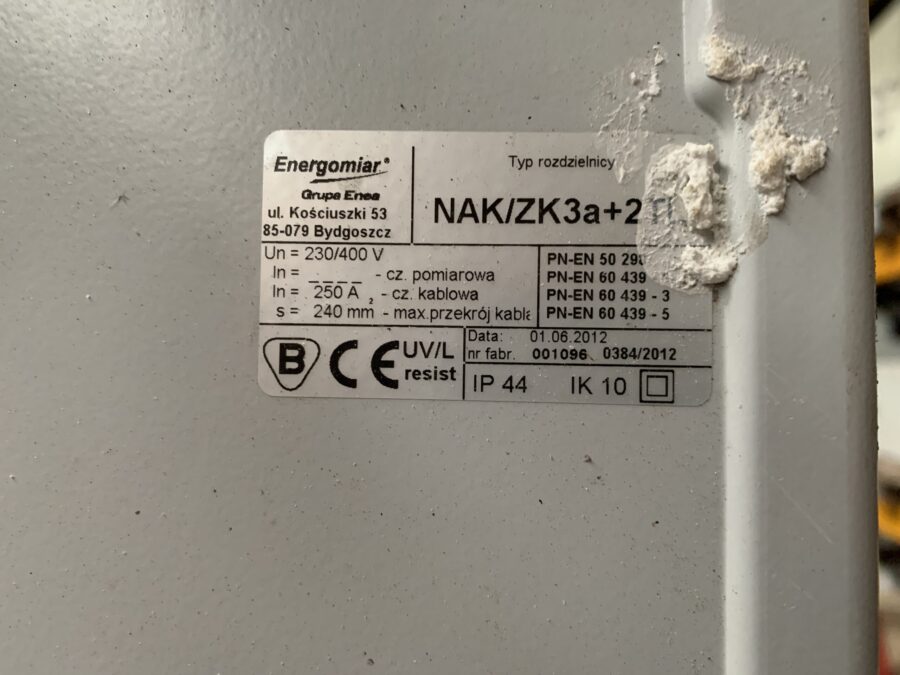 Energomiar®
Grupa Enea
ul. Kościuszki 53
85-079 Bydgoszcz
Typ rozdzielnicy
NAK/ZK3a+2
Un = 230/400 V
In = _ _ _ _ - cz. pomiarowa
In = 250 A - cz. kablowa
s = 240 mm² - max.przekrój kabla
PN-EN 50
PN-EN 60 439
PN-EN 60 439 - 3
PN-EN 60 439 - 5
B CE UV/L
resist
Data: 01.06.2012
nr fabr. 001096 0384/2012
IP 44 IK 10